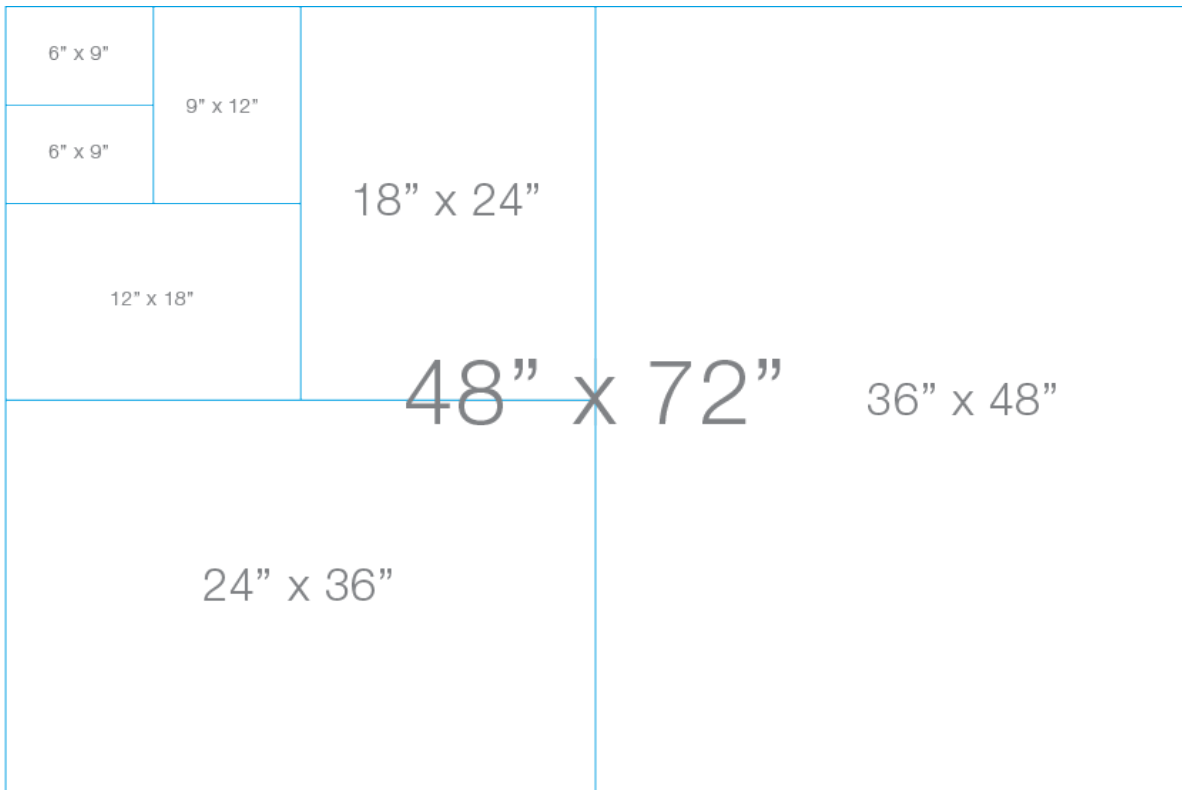 6" x 9"
9” x 12”
6" x 9"
18” x 24”
12” x 18”
48” x 72”
36” x 48”
24” x 36”